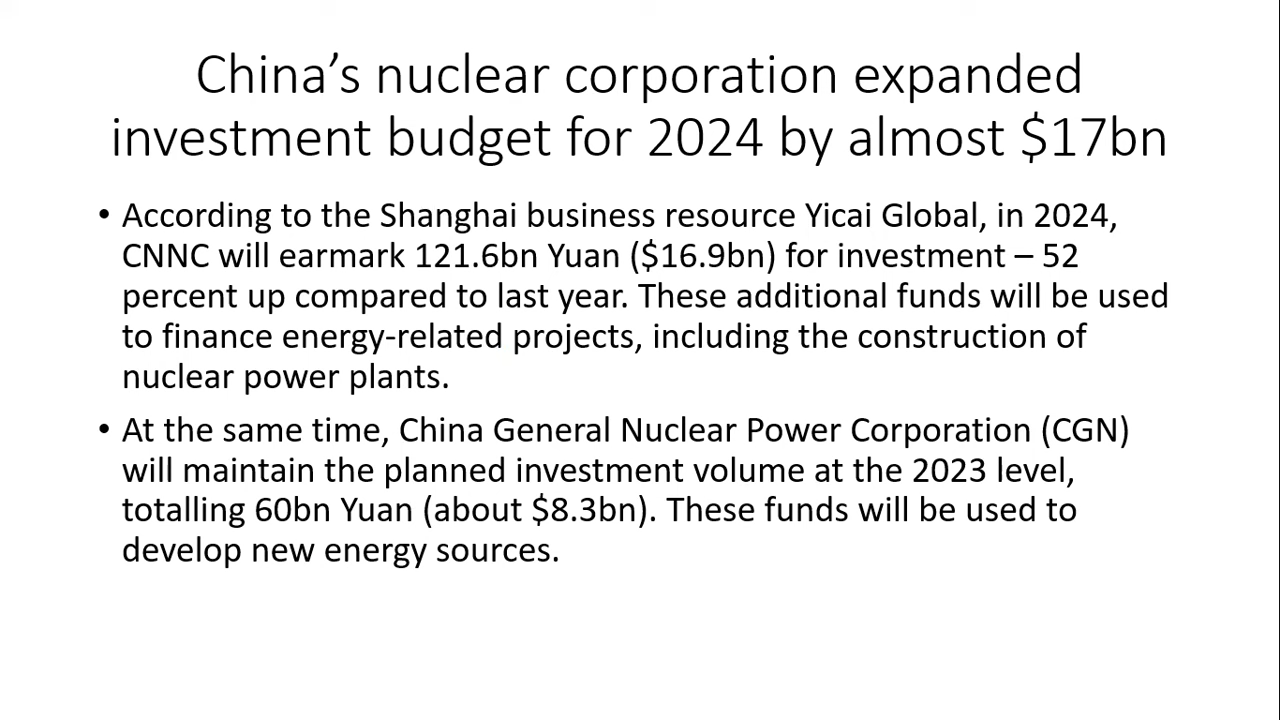 China’s nuclear corporation expanded
investment budget for 2024 by almost $17bn
• According to the Shanghai business resource Yicai Global, in 2024,
CNNC will earmark 121.6bn Yuan ($16.9bn) for investment – 52
percent up compared to last year. These additional funds will be used
to finance energy-related projects, including the construction of
nuclear power plants.
• At the same time, China General Nuclear Power Corporation (CGN)
will maintain the planned investment volume at the 2023 level,
totalling 60bn Yuan (about $8.3bn). These funds will be used to
develop new energy sources.